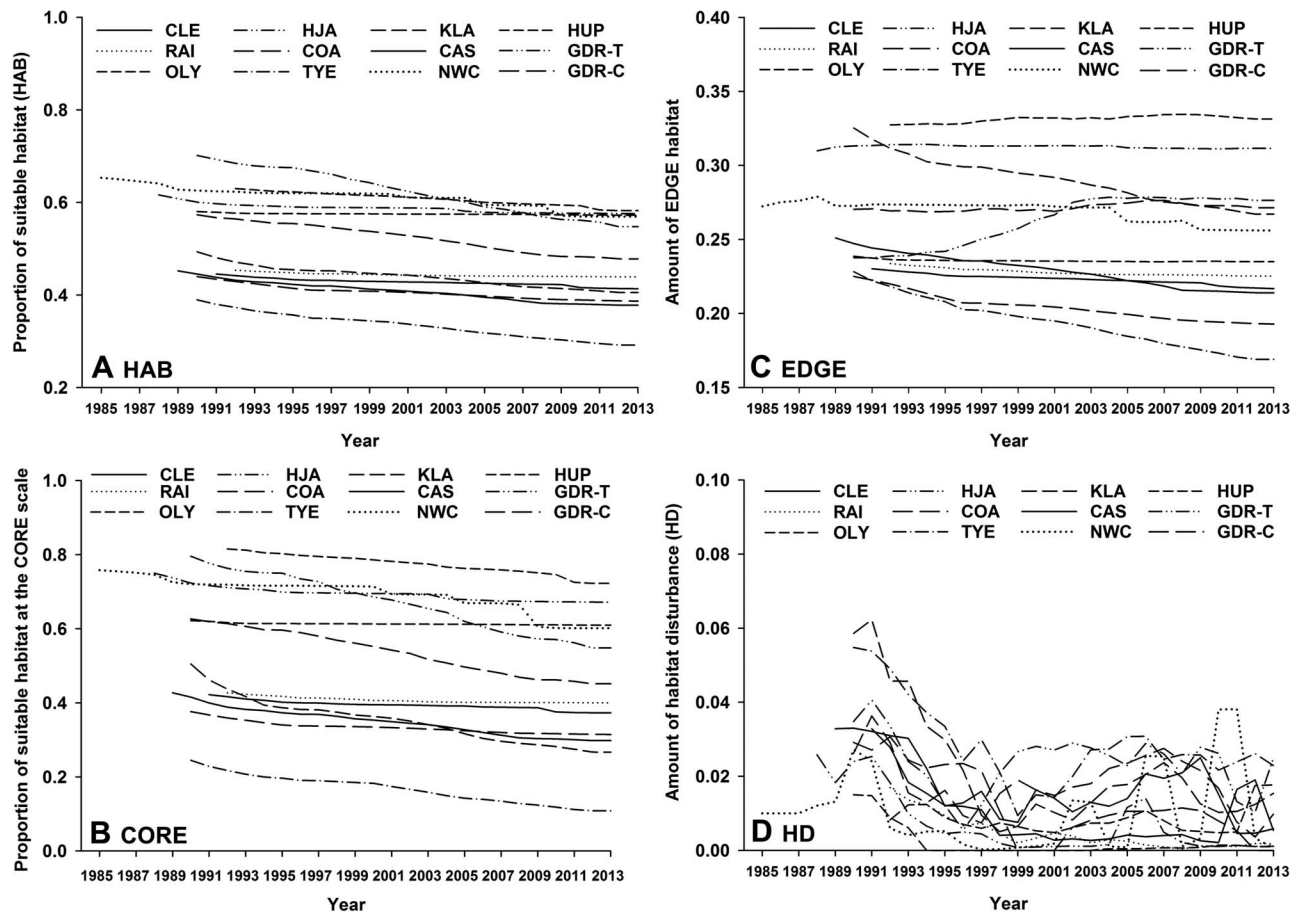 Proportion of suitable habitat (HAB)
1.0
0.8
0.6
0.4
0.2
CLE HJA KLA HUP
RAI COA CAS GDR-T
OLY TYE NWC GDR-C
A HAB
1985 1987 1989 1991 1993 1995 1997 1999 2001 2003 2005 2007 2009 2011 2013
Year
Amount of EDGE habitat
0.40
0.35
0.30
0.25
0.20
0.15
CLE HJA KLA HUP
RAI COA CAS GDR-T
OLY TYE NWC GDR-C
C EDGE
1985 1987 1989 1991 1993 1995 1997 1999 2001 2003 2005 2007 2009 2011 2013
Year
Proportion of suitable habitat at the CORE scale
1.0
0.8
0.6
0.4
0.2
0.0
CLE HJA KLA HUP
RAI COA CAS GDR-T
OLY TYE NWC GDR-C
B CORE
1985 1987 1989 1991 1993 1995 1997 1999 2001 2003 2005 2007 2009 2011 2013
Year
Amount of habitat disturbance (HD)
0.10
0.08
0.06
0.04
0.02
0.00
CLE HJA KLA HUP
RAI COA CAS GDR-T
OLY TYE NWC GDR-C
D HD
1985 1987 1989 1991 1993 1995 1997 1999 2001 2003 2005 2007 2009 2011 2013
Year